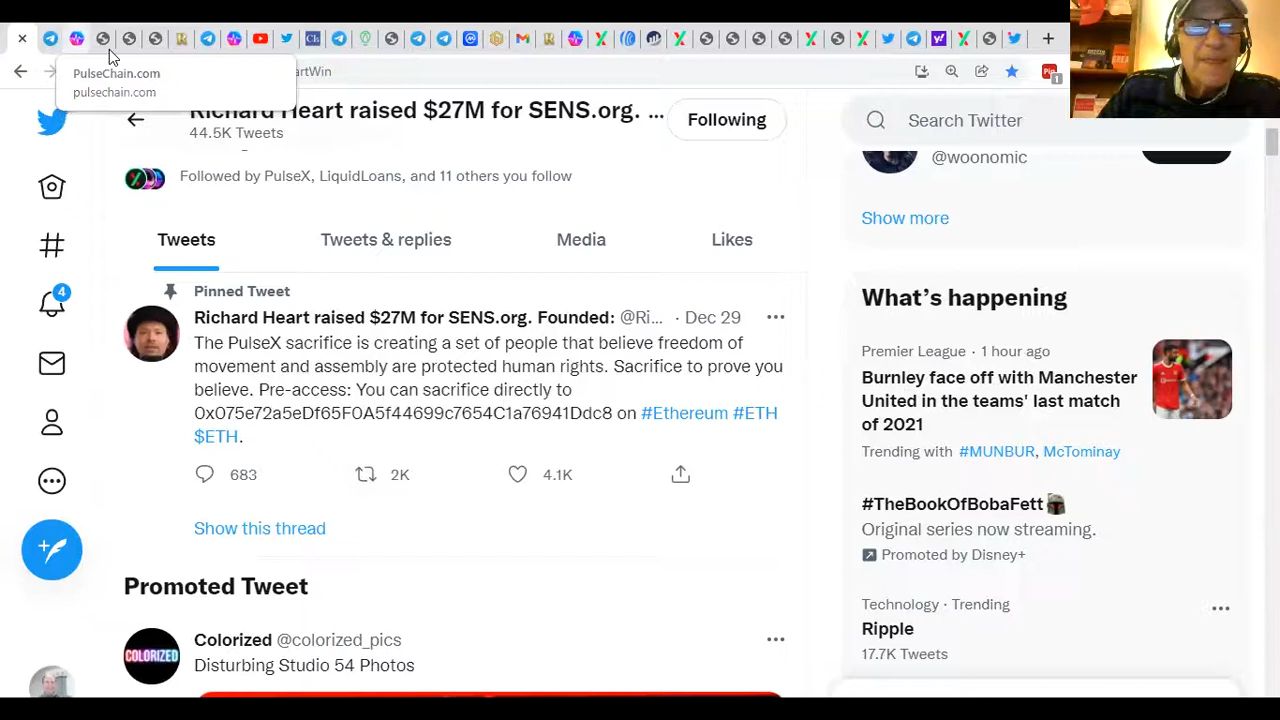 PulseChain.com
pulsechain.com
artWin
Richard Heart raised $27M for SENS.org. ...
44.5K Tweets
Following
Search Twitter
Followed by PulseX, LiquidLoans, and 11 others you follow
@woonomic
Show more
Tweets
Tweets & replies
Media
Likes
Pinned Tweet
Richard Heart raised $27M for SENS.org. Founded: @Ri... · Dec 29
The PulseX sacrifice is creating a set of people that believe freedom of
movement and assembly are protected human rights. Sacrifice to prove you
believe. Pre-access: You can sacrifice directly to
0x075e72a5eDf65F0A5f44699c7654C1a76941Ddc8 on #Ethereum #ETH
$ETH.
683
2K
4.1K
Show this thread
Promoted Tweet
Colorized @colorized_pics
Disturbing Studio 54 Photos
What's happening
Premier League · 1 hour ago
Burnley face off with Manchester
United in the teams' last match
of 2021
Trending with #MUNBUR, McTominay
#TheBookOfBobaFett
Original series now streaming.
Promoted by Disney+
Technology · Trending
Ripple
17.7K Tweets
4
1